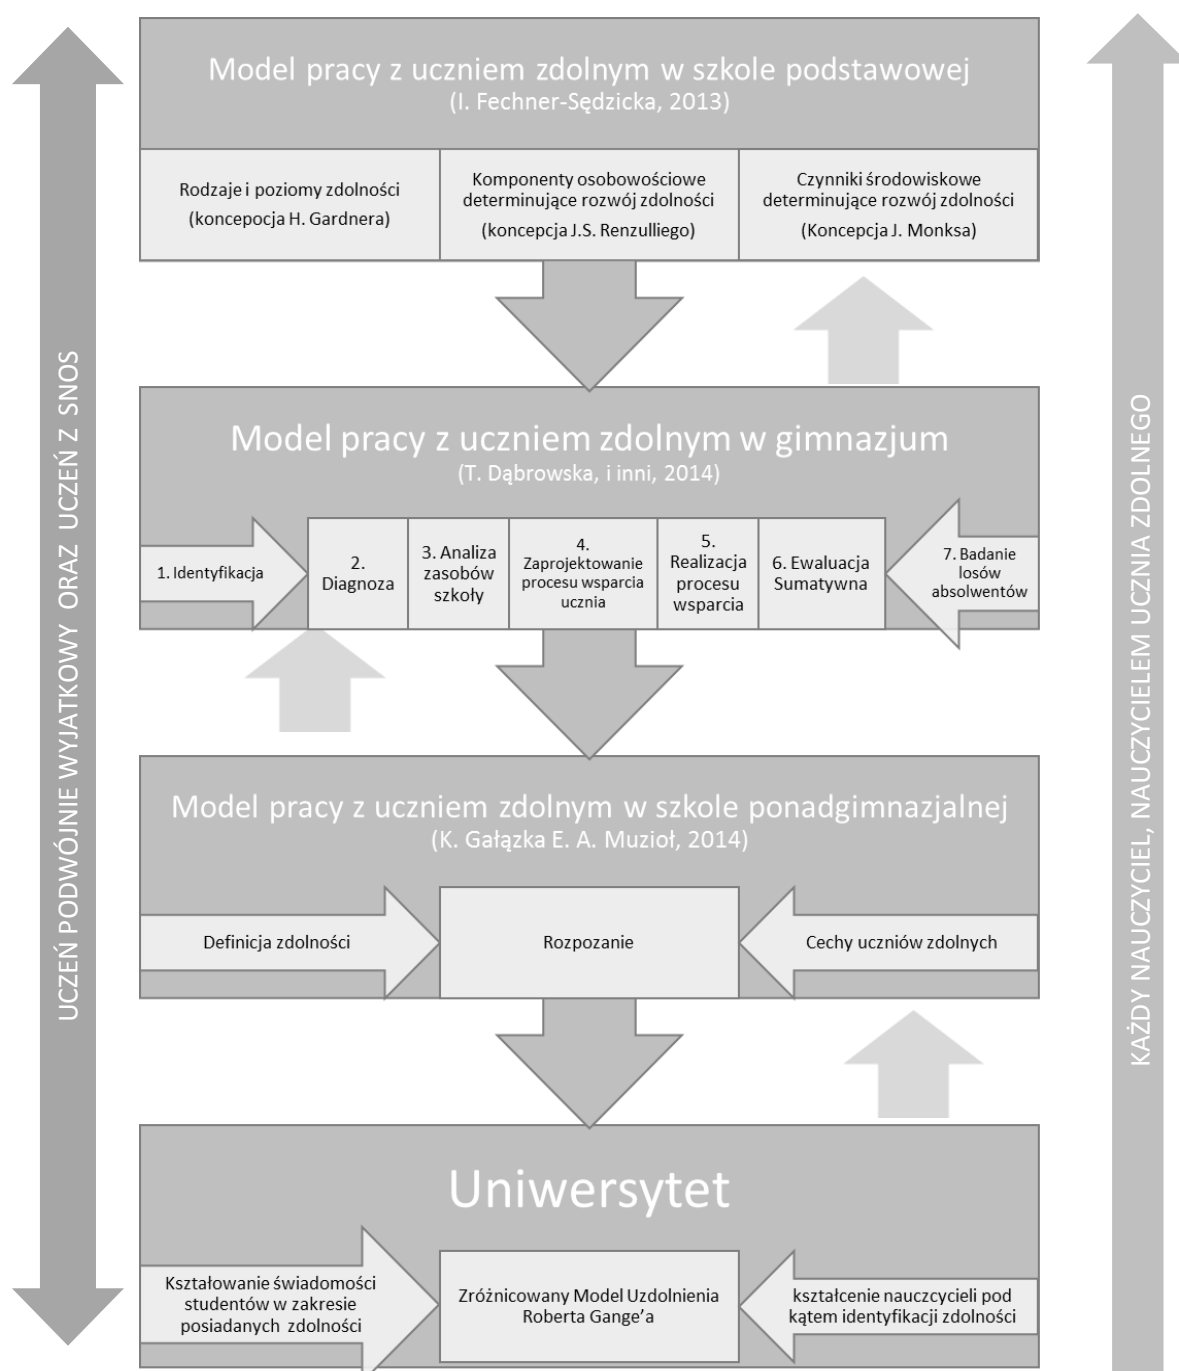 Model pracy z uczniem zdolnym w szkole podstawowej
(I. Fechner-Sędzicka, 2013)
Rodzaje i poziomy zdolności
(koncepocja H. Gardnera)
Komponenty osobowościowe
determinujące rozwój zdolności
(koncepcja J.S. Renzulliego)
Czynniki środowiskowe
determinujące rozwój zdolności
(Koncepcja J. Monksa)
Model pracy z uczniem zdolnym w gimnazjum
(T. Dąbrowska, i inni, 2014)
1. Identyfikacja
2.
Diagnoza
3. Analiza
zasobów
szkoły
4.
Zaprojektowanie
procesu wsparcia
ucznia
5.
Realizacja
procesu
wsparcia
6. Ewaluacja
Sumatywna
7. Badanie
losów
absolwentów
Model pracy z uczniem zdolnym w szkole ponadgimnazjalnej
(K. Gałązka E. A. Muzioł, 2014)
Definicja zdolności
Rozpozanie
Cechy uczniów zdolnych
Uniwersytet
Kształowanie świadomości
studentów w zakresie
posiadanych zdolności
Zróżnicowany Model Uzdolnienia
Roberta Gange'a
kształcenie nauczcycieli pod
kątem identyfikacji zdolności
UCZEŃ PODWÓJNIE WYJATKOWY ORAZ UCZEŃ Z SNOS
KAŻDY NAUCZYCIEL, NAUCZYCIELEM UCZNIA ZDOLNEGO